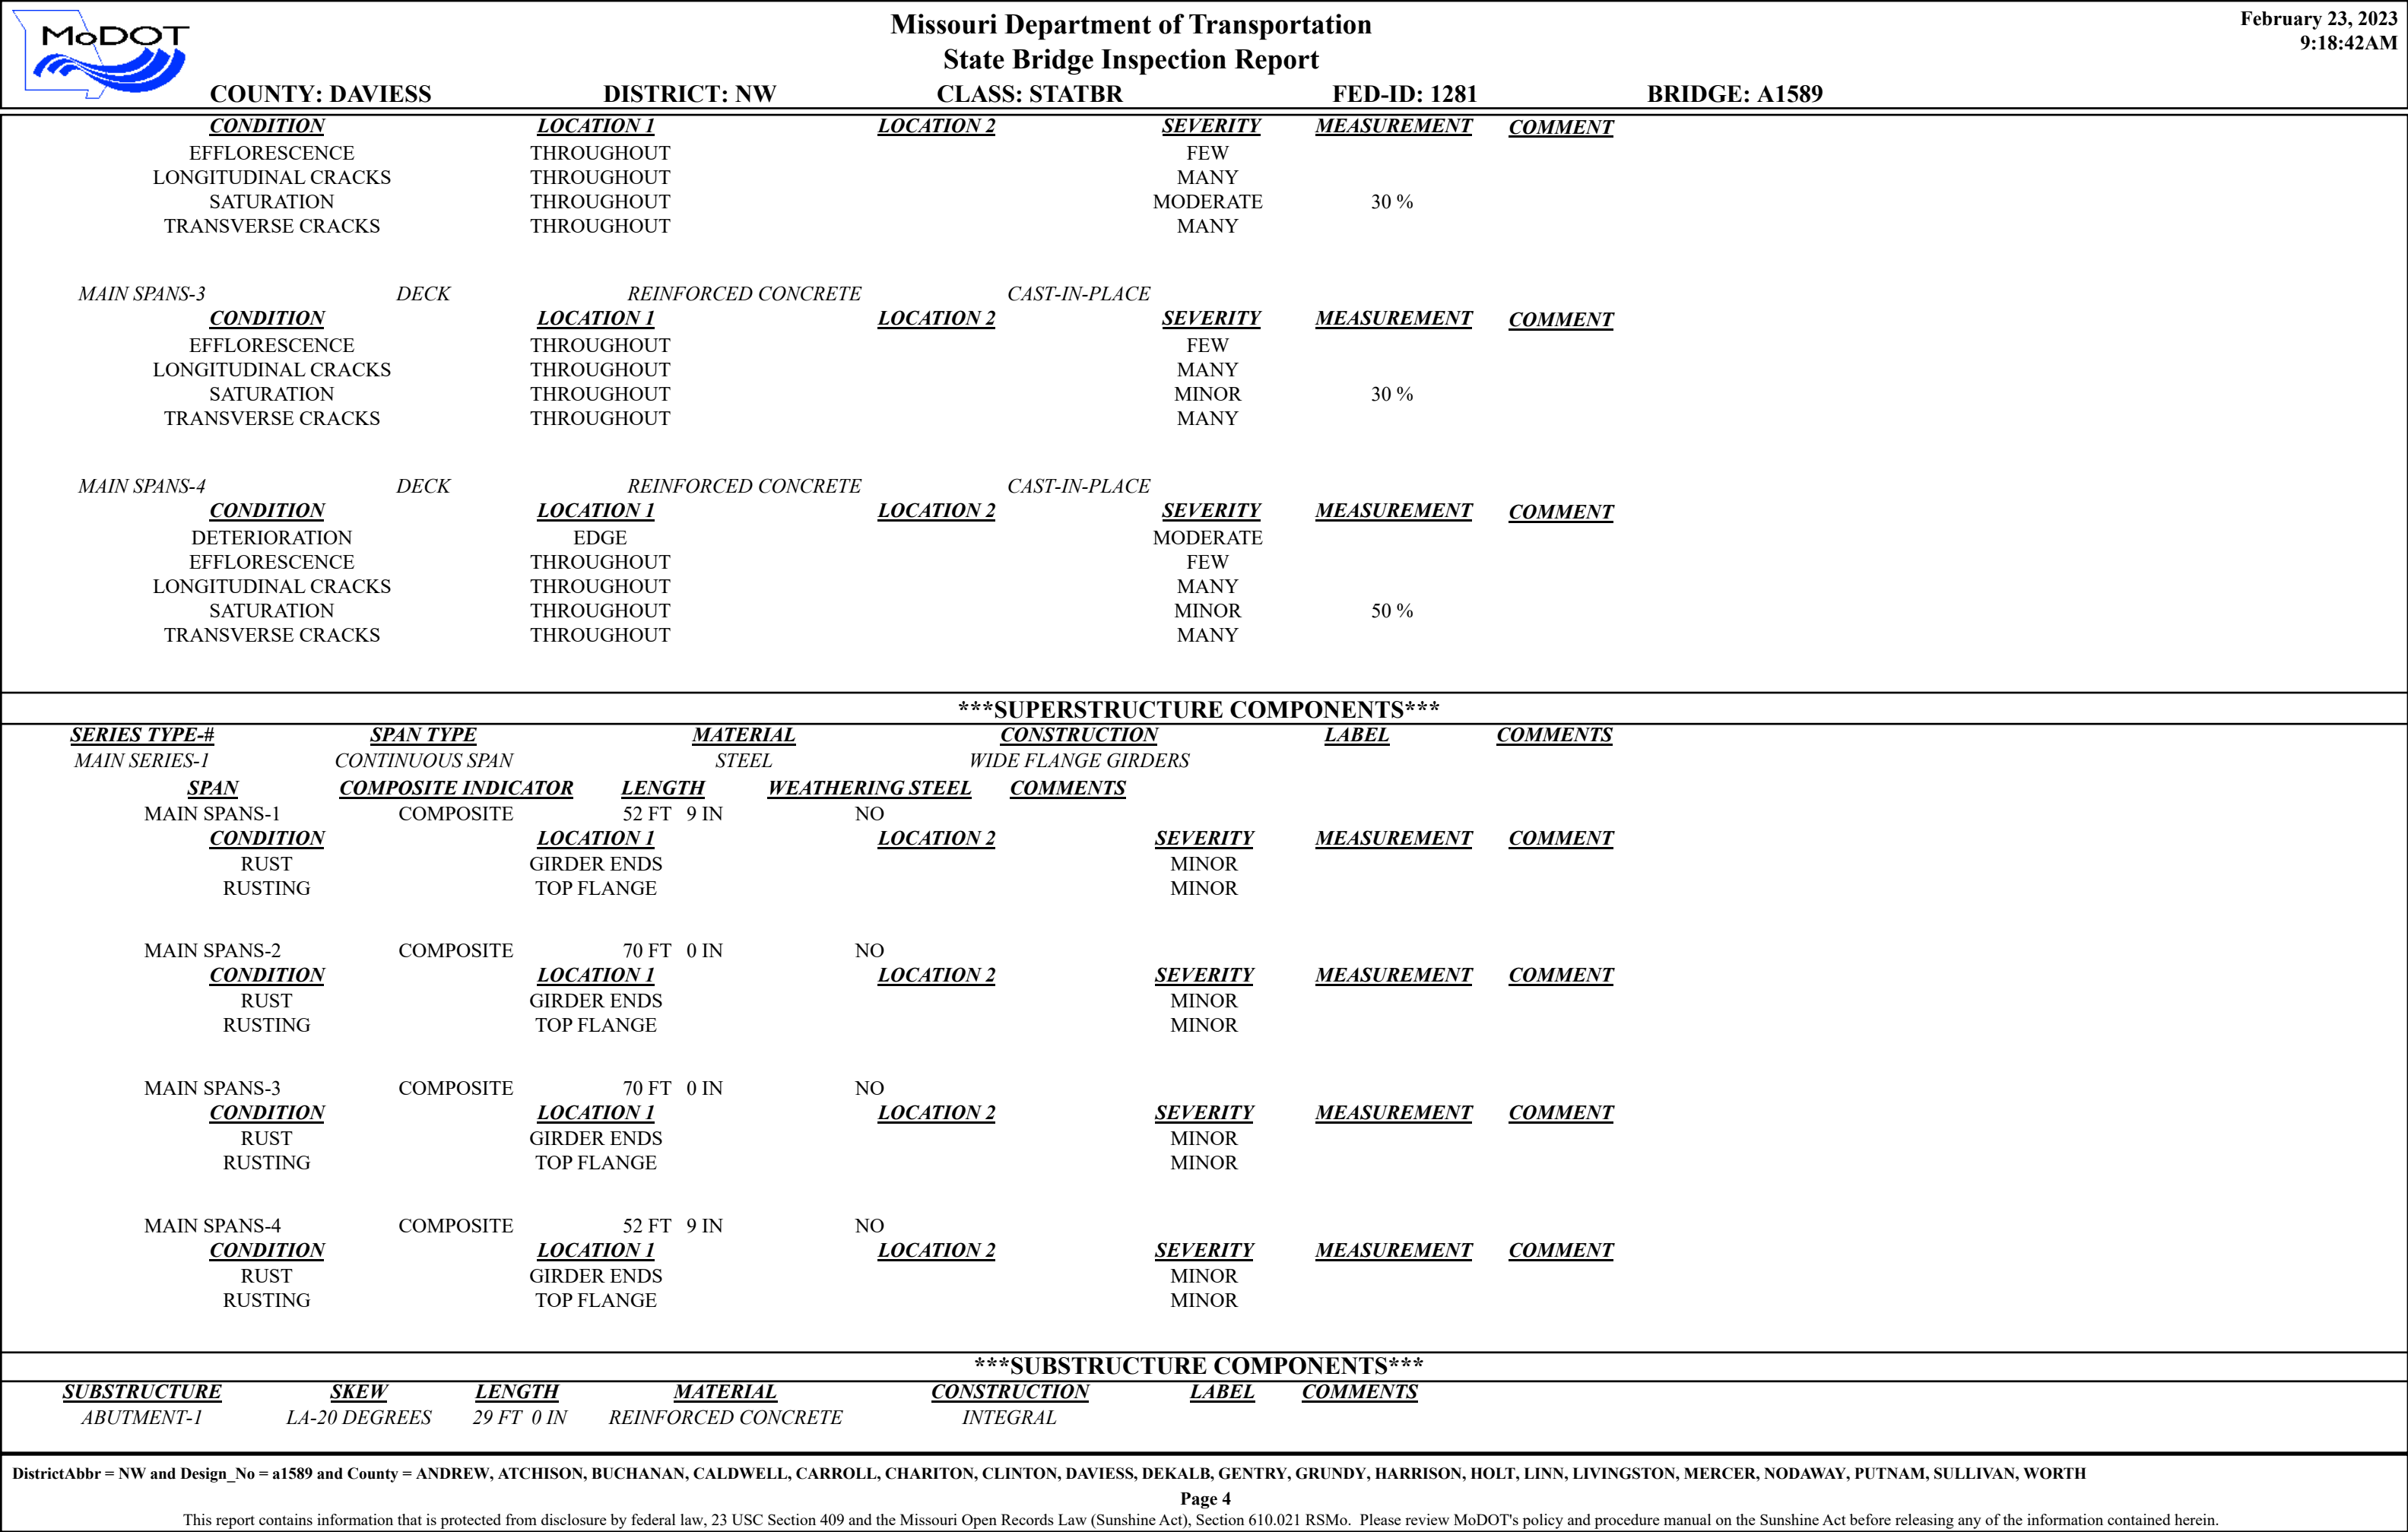 MoDOT
Missouri Department of Transportation
State Bridge Inspection Report
February 23, 2023
9:18:42AM
COUNTY: DAVIESS DISTRICT: NW CLASS: STATBR FED-ID: 1281 BRIDGE: A1589
CONDITION LOCATION 1 LOCATION 2 SEVERITY MEASUREMENT COMMENT
EFFLORESCENCE THROUGHOUT FEW
LONGITUDINAL CRACKS THROUGHOUT MANY
SATURATION THROUGHOUT MODERATE 30 %
TRANSVERSE CRACKS THROUGHOUT MANY
MAIN SPANS-3 DECK REINFORCED CONCRETE CAST-IN-PLACE
CONDITION LOCATION 1 LOCATION 2 SEVERITY MEASUREMENT COMMENT
EFFLORESCENCE THROUGHOUT FEW
LONGITUDINAL CRACKS THROUGHOUT MANY
SATURATION THROUGHOUT MINOR 30 %
TRANSVERSE CRACKS THROUGHOUT MANY
MAIN SPANS-4 DECK REINFORCED CONCRETE CAST-IN-PLACE
CONDITION LOCATION 1 LOCATION 2 SEVERITY MEASUREMENT COMMENT
DETERIORATION EDGE MODERATE
EFFLORESCENCE THROUGHOUT FEW
LONGITUDINAL CRACKS THROUGHOUT MANY
SATURATION THROUGHOUT MINOR 50 %
TRANSVERSE CRACKS THROUGHOUT MANY
***SUPERSTRUCTURE COMPONENTS***
SERIES TYPE-# SPAN TYPE MATERIAL CONSTRUCTION LABEL COMMENTS
MAIN SERIES-1 CONTINUOUS SPAN STEEL WIDE FLANGE GIRDERS
SPAN COMPOSITE INDICATOR LENGTH WEATHERING STEEL COMMENTS
MAIN SPANS-1 COMPOSITE 52 FT 9 IN NO
CONDITION LOCATION 1 LOCATION 2 SEVERITY MEASUREMENT COMMENT
RUST GIRDER ENDS MINOR
RUSTING TOP FLANGE MINOR
MAIN SPANS-2 COMPOSITE 70 FT 0 IN NO
CONDITION LOCATION 1 LOCATION 2 SEVERITY MEASUREMENT COMMENT
RUST GIRDER ENDS MINOR
RUSTING TOP FLANGE MINOR
MAIN SPANS-3 COMPOSITE 70 FT 0 IN NO
CONDITION LOCATION 1 LOCATION 2 SEVERITY MEASUREMENT COMMENT
RUST GIRDER ENDS MINOR
RUSTING TOP FLANGE MINOR
MAIN SPANS-4 COMPOSITE 52 FT 9 IN NO
CONDITION LOCATION 1 LOCATION 2 SEVERITY MEASUREMENT COMMENT
RUST GIRDER ENDS MINOR
RUSTING TOP FLANGE MINOR
***SUBSTRUCTURE COMPONENTS***
SUBSTRUCTURE SKEW LENGTH MATERIAL CONSTRUCTION LABEL COMMENTS
ABUTMENT-1 LA-20 DEGREES 29 FT 0 IN REINFORCED CONCRETE INTEGRAL
DistrictAbbr = NW and Design_No = a1589 and County = ANDREW, ATCHISON, BUCHANAN, CALDWELL, CARROLL, CHARITON, CLINTON, DAVIESS, DEKALB, GENTRY, GRUNDY, HARRISON, HOLT, LINN, LIVINGSTON, MERCER, NODAWAY, PUTNAM, SULLIVAN, WORTH
Page 4
This report contains information that is protected from disclosure by federal law, 23 USC Section 409 and the Missouri Open Records Law (Sunshine Act), Section 610.021 RSMo. Please review MoDOT's policy and procedure manual on the Sunshine Act before releasing any of the information contained herein.